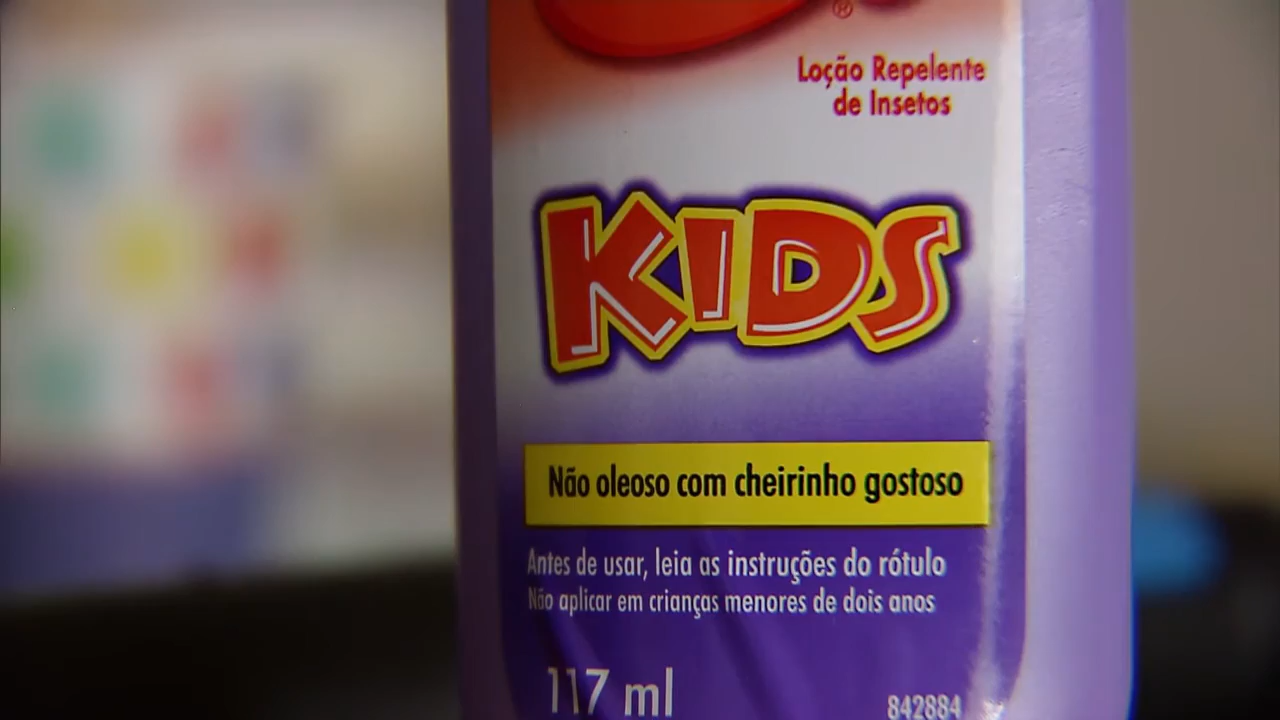 ®
Loção Repelente
de Insetos
KIDS
Não oleoso com cheirinho gostoso
Antes de usar, leia as instruções do rótulo
Não aplicar em crianças menores de dois anos
117 ml
842884